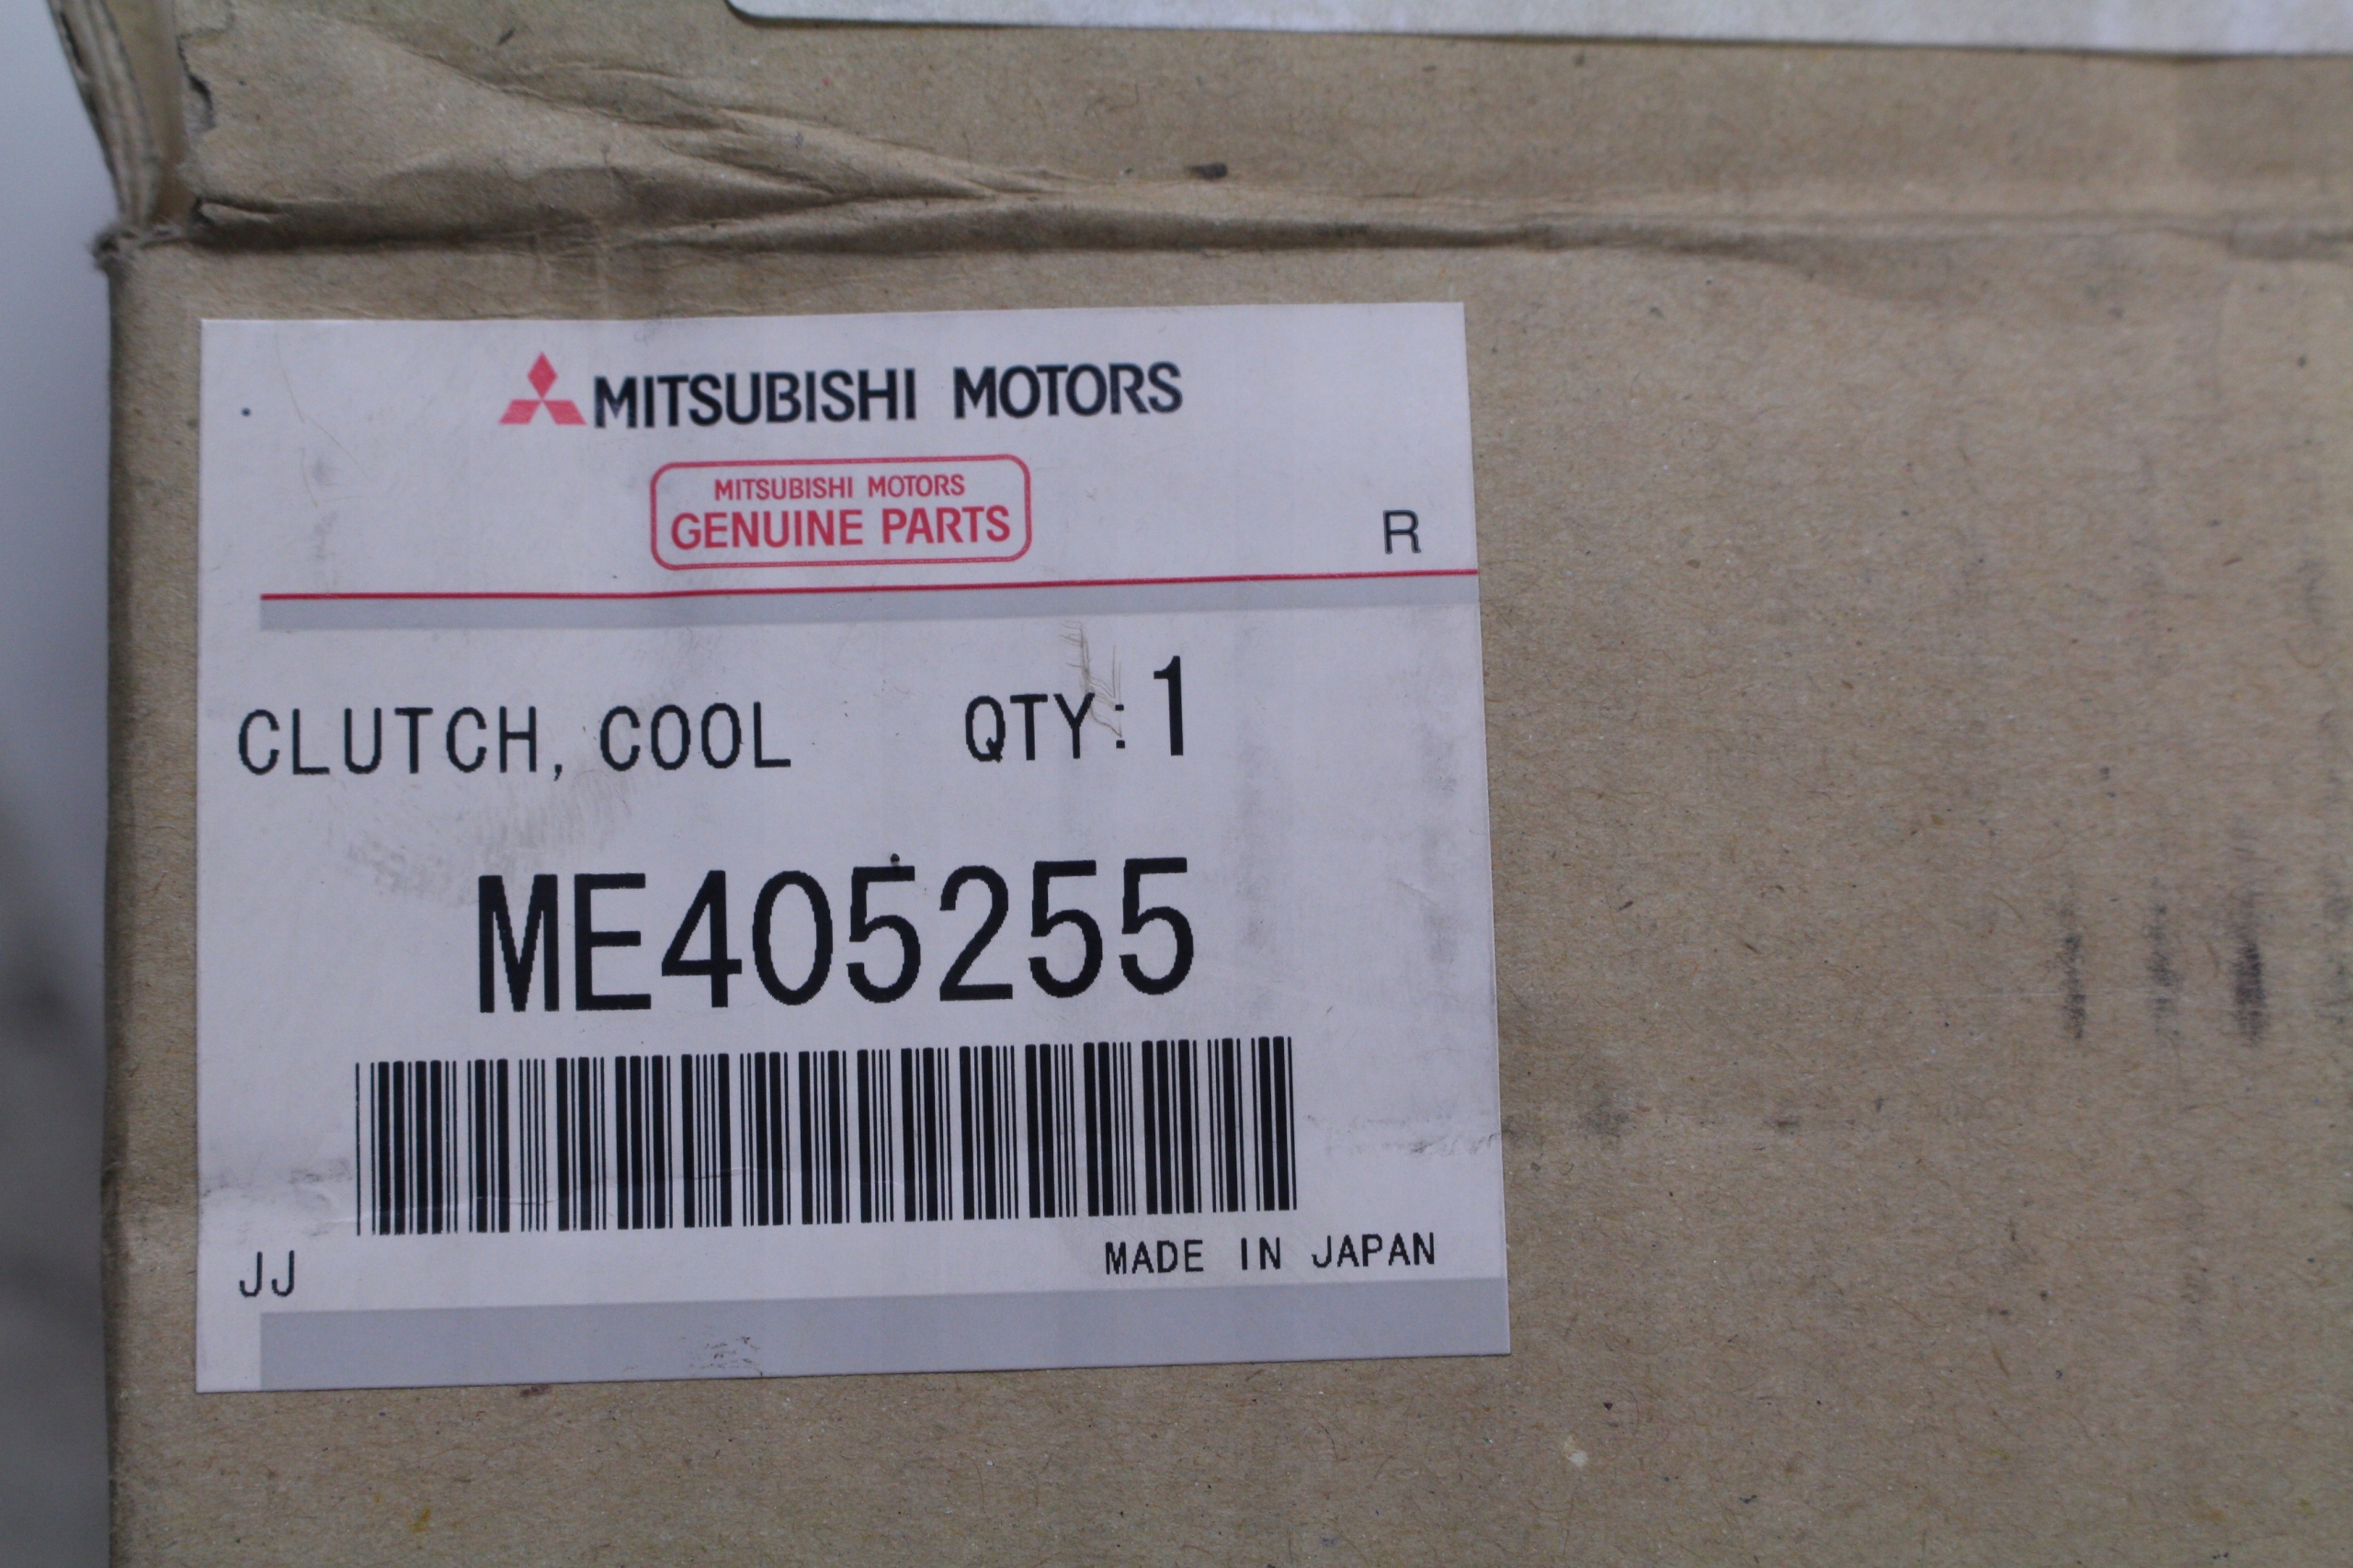 MITSUBISHI MOTORS
MITSUBISHI MOTORS
GENUINE PARTS
R
CLUTCH, COOL QTY:1
ME405255
JJ MADE IN JAPAN